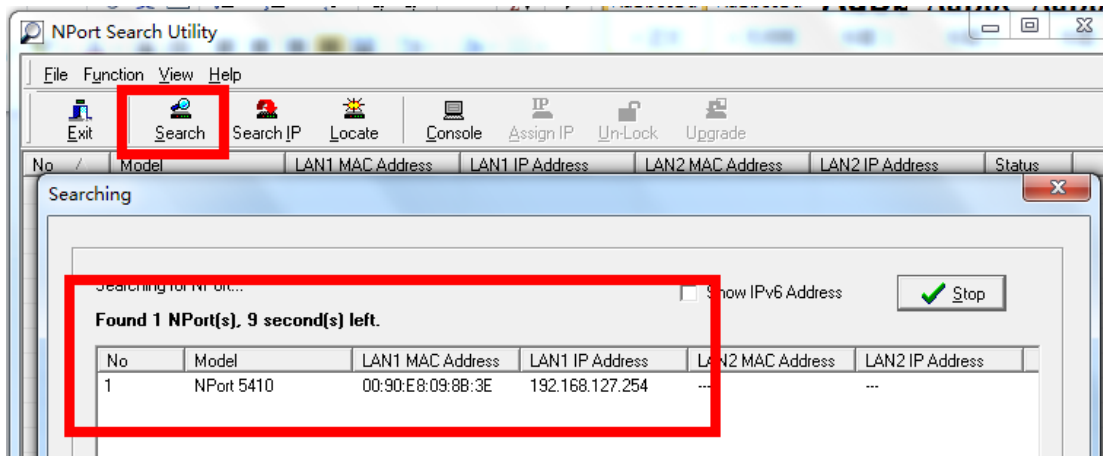 NPort Search Utility
File Function View Help
Exit Search Search IP Locate Console Assign IP Un-Lock Upgrade
No Model LAN1 MAC Address LAN1 IP Address LAN2 MAC Address LAN2 IP Address Status
Searching
Searching for NPort... Show IPv6 Address Stop
Found 1 NPort(s), 9 second(s) left.
No Model LAN1 MAC Address LAN1 IP Address LAN2 MAC Address LAN2 IP Address
1 NPort 5410 00:90:E8:09:8B:3E 192.168.127.254 --- ---